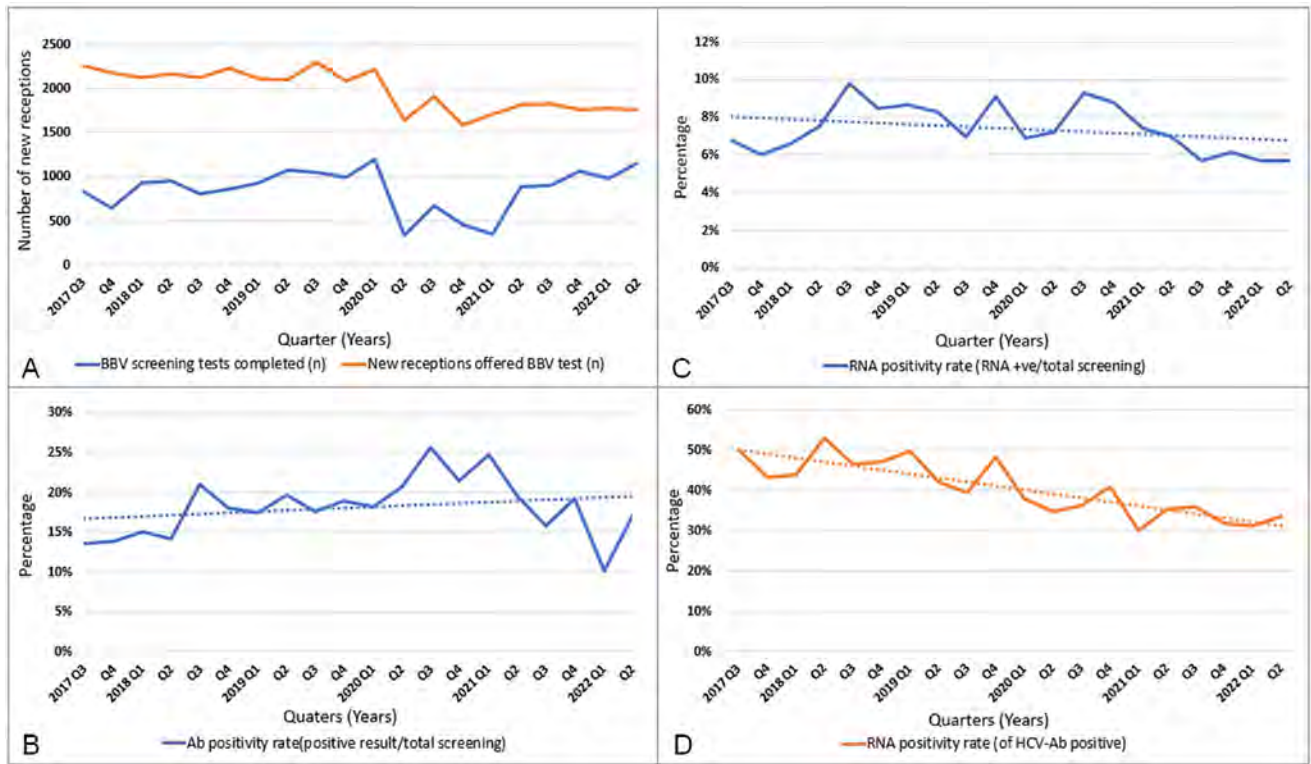 2500
2000
1500
1000
500
0
Number of new receptions
2017 Q3
Q4
2018 Q1
Q2
Q3
Q4
2019 Q1
Q2
Q3
Q4
2020 Q1
Q2
Q3
Q4
2021 Q1
Q2
Q3
Q4
2022 Q1
Q2
Quarter (Years)
A
BBV screening tests completed (n)
New receptions offered BBV test (n)
12%
10%
8%
6%
4%
2%
0%
Percentage
2017 Q3
Q4
2018 Q1
Q2
Q3
Q4
2019 Q1
Q2
Q3
Q4
2020 Q1
Q2
Q3
Q4
2021 Q1
Q2
Q3
Q4
2022 Q1
Q2
Quarter (Years)
C
RNA positivity rate (RNA +ve/total screening)
30%
25%
20%
15%
10%
5%
0%
Percentage
2017 Q3
Q4
2018 Q1
Q2
Q3
Q4
2019 Q1
Q2
Q3
Q4
2020 Q1
Q2
Q3
Q4
2021 Q1
Q2
Q3
Q4
2022 Q1
Q2
Quaters (Years)
B
Ab positivity rate(positive result/total screening)
60%
50%
40%
30%
20%
10%
0%
Percentage
2017 Q3
Q4
2018 Q1
Q2
Q3
Q4
2019 Q1
Q2
Q3
Q4
2020 Q1
Q2
Q3
Q4
2021 Q1
Q2
Q3
Q4
2022 Q1
Q2
Quarters (Years)
D
RNA positivity rate (of HCV-Ab positive)